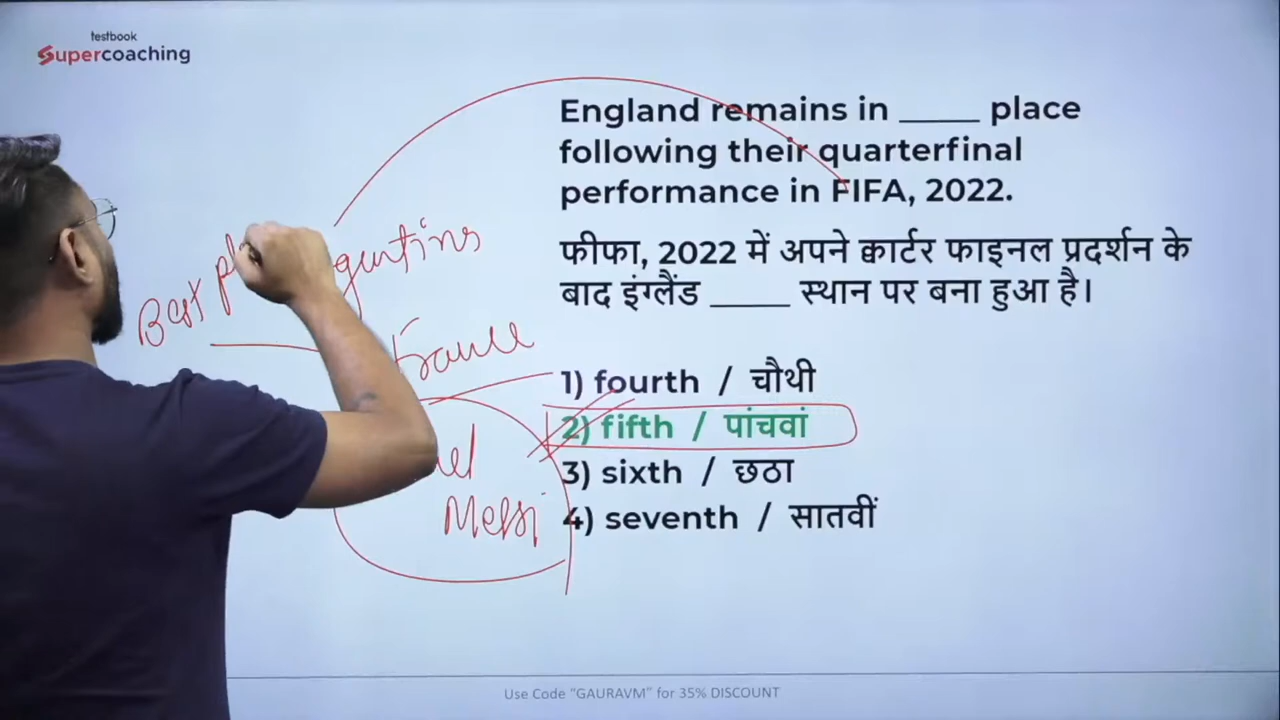 testbook
Supercoaching
England remains in _____ place
following their quarterfinal
performance in FIFA, 2022.
फीफा, 2022 में अपने क्वार्टर फाइनल प्रदर्शन के
बाद इंग्लैंड _____ स्थान पर बना हुआ है।
Best
France
Messi
1) fourth / चौथी
2) fifth / पांचवां
3) sixth / छठा
4) seventh / सातवीं
Use Code "GAURAVM" for 35% DISCOUNT